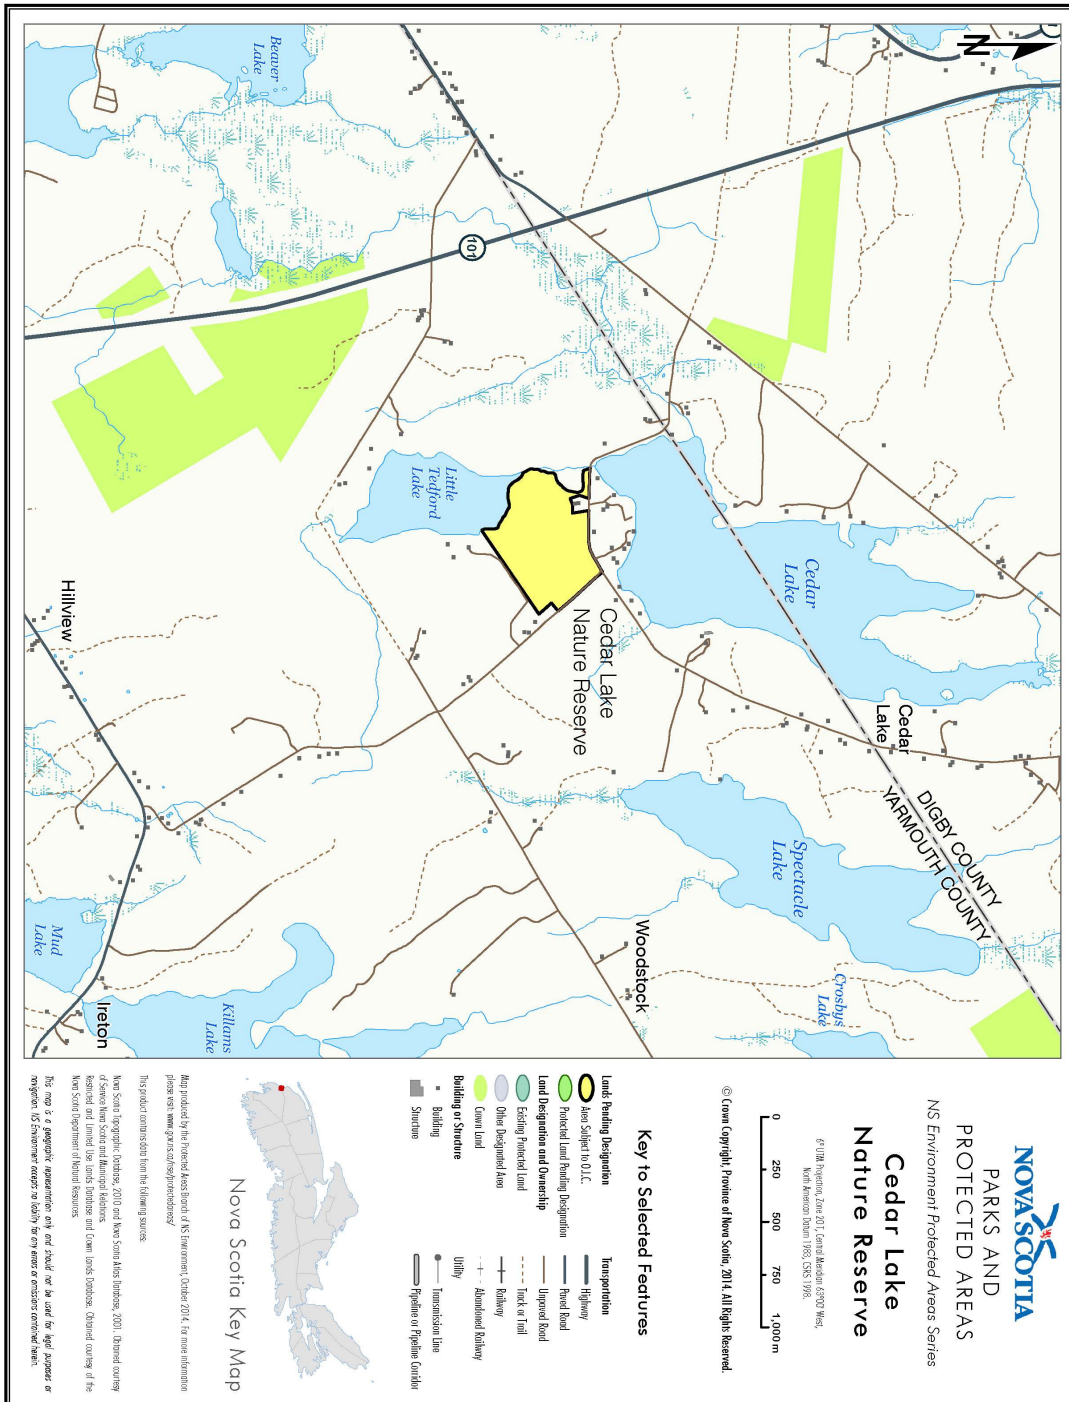 Beaver
Lake
N
1
101
Little
Tedford
Lake
Cedar
Lake
Cedar Lake
Nature Reserve
Cedar
Lake
DIGBY COUNTY
YARMOUTH COUNTY
Spectacle
Lake
Hillview
Woodstock
Crosbys
Lake
Mud
Lake
Killams
Lake
Ireton
NOVA SCOTIA
PARKS AND
PROTECTED AREAS
NS Environment Protected Areas Series
Cedar Lake
Nature Reserve
6º UTM Projection, Zone 20 T, Central Meridian 63º00' West,
North American Datum 1983, CSRS 1998.
0 250 500 750 1,000 m
© Crown Copyright, Province of Nova Scotia, 2014. All Rights Reserved.
Key to Selected Features
Lands Pending Designation
Area Subject to O.I.C.
Protected Land Pending Designation
Land Designation and Ownership
Existing Protected Land
Other Designated Area
Crown Land
Building or Structure
Building
Structure
Transportation
Highway
Paved Road
Unpaved Road
Track or Trail
Railway
Abandoned Railway
Utility
Transmission Line
Pipeline or Pipeline Corridor
Nova Scotia Key Map
Map produced by the Protected Areas Branch of NS Environment, October 2014. For more information
please visit: www.gov.ns.ca/nse/protectedareas/
This product contains data from the following sources:
Nova Scotia Topographic Database, 2010 and Nova Scotia Atlas Database, 2001. Obtained courtesy
of Service Nova Scotia and Municipal Relations.
Restricted and Limited Use Lands Database and Crown Lands Database. Obtained courtesy of the
Nova Scotia Department of Natural Resources.
This map is a geographic representation only and should not be used for legal purposes or
navigation. NS Environment accepts no liability for any errors or omissions contained herein.